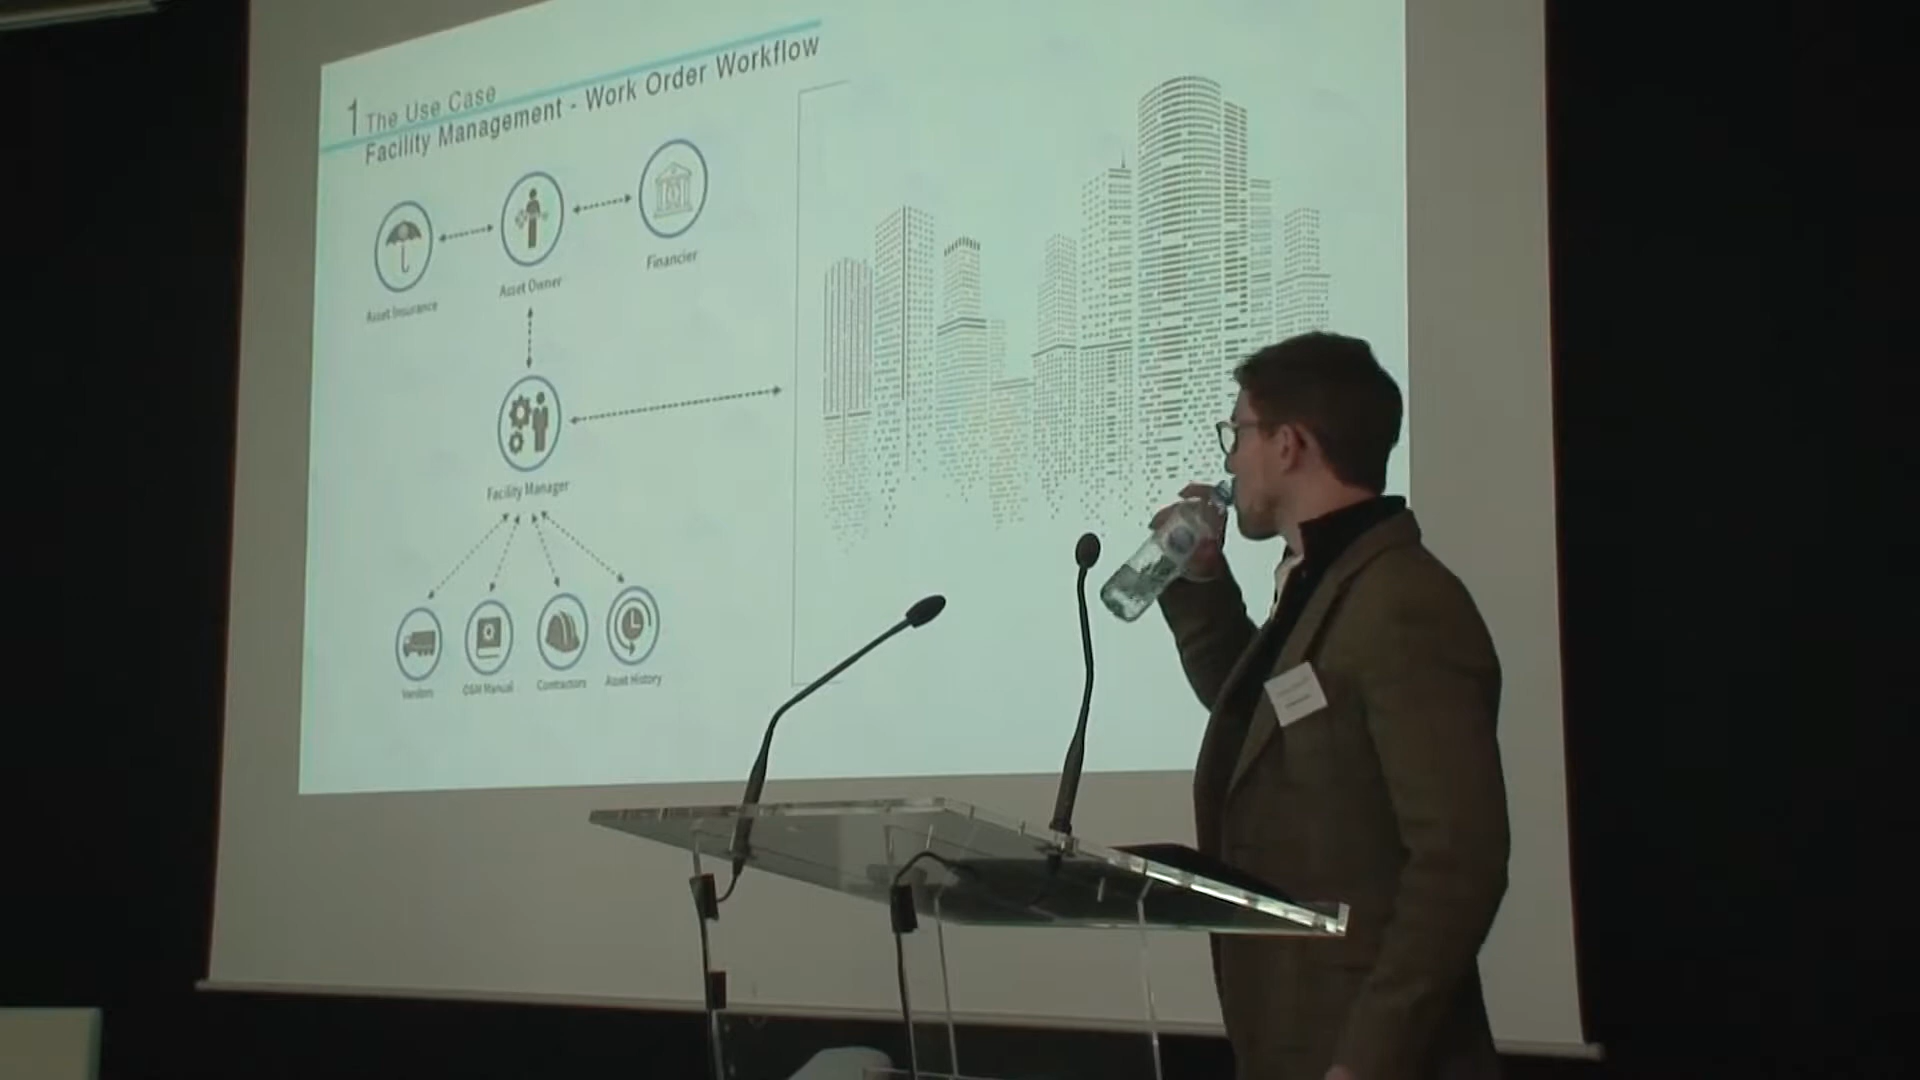 1 The Use Case
Facility Management - Work Order Workflow
Asset Insurance
Asset Owner
Financier
Facility Manager
Vendors
O&M Manual
Contractors
Asset History